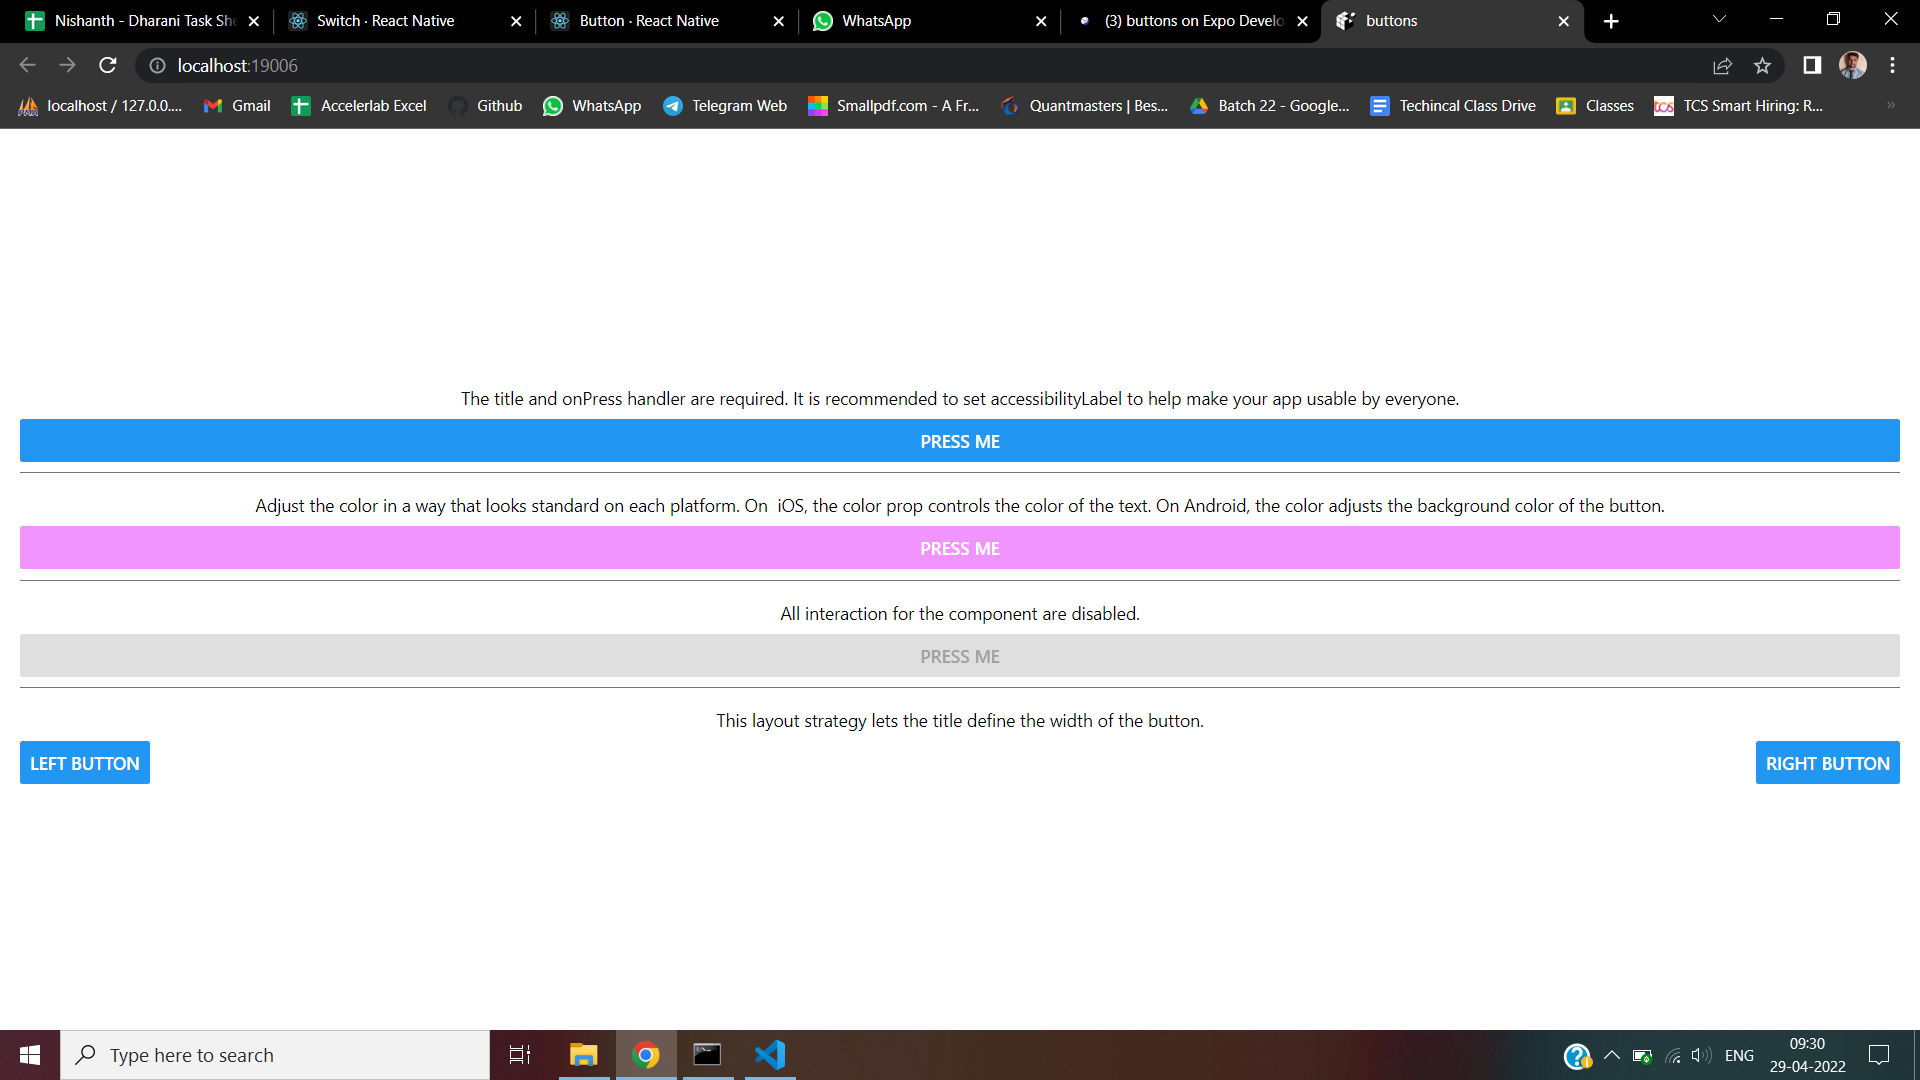 Nishanth - Dharani Task She
Switch · React Native
Button · React Native
WhatsApp
(3) buttons on Expo Develo
buttons
localhost:19006
localhost / 127.0.0....
Gmail
Accelerlab Excel
Github
WhatsApp
Telegram Web
Smallpdf.com - A Fr...
Quantmasters | Bes...
Batch 22 - Google...
Techincal Class Drive
Classes
tcs
TCS Smart Hiring: R...
The title and onPress handler are required. It is recommended to set accessibilityLabel to help make your app usable by everyone.
PRESS ME
Adjust the color in a way that looks standard on each platform. On  iOS, the color prop controls the color of the text. On Android, the color adjusts the background color of the button.
PRESS ME
All interaction for the component are disabled.
PRESS ME
This layout strategy lets the title define the width of the button.
LEFT BUTTON
RIGHT BUTTON
Type here to search
ENG
09:30
29-04-2022